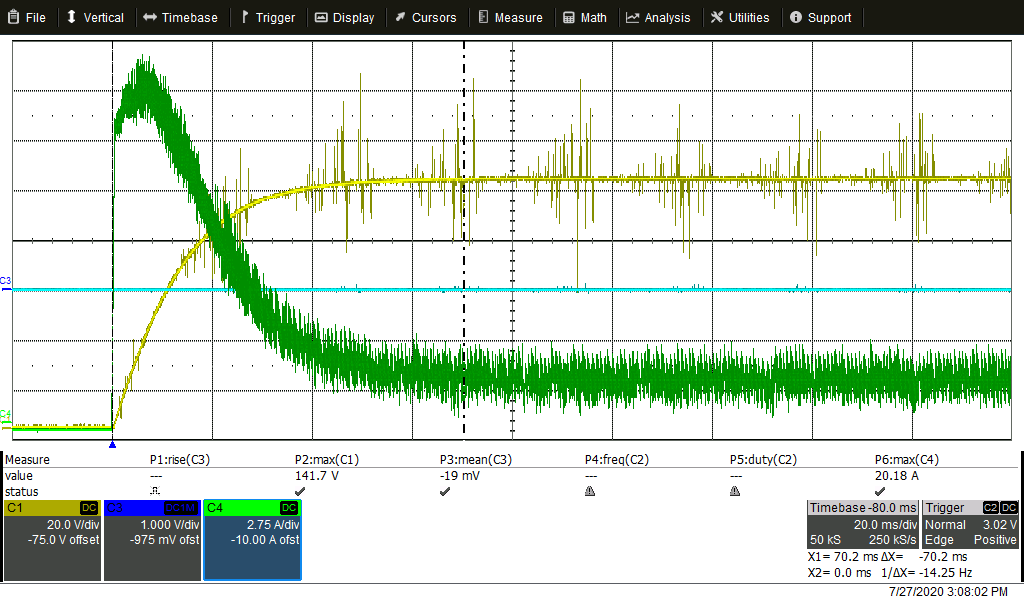 File Vertical Timebase Trigger Display Cursors Measure Math Analysis Utilities Support
C3
C4
Measure P1:rise(C3) P2:max(C1) P3:mean(C3) P4:freq(C2) P5:duty(C2) P6:max(C4)
value --- 141.7 V -19 mV --- --- 20.18 A
status
C1 DC C3 DC1M C4 DC Timebase -80.0 ms Trigger C2 DC
20.0 V/div 1.000 V/div 2.75 A/div 20.0 ms/div Normal 3.02 V
-75.0 V offset -975 mV ofst -10.00 A ofst 50 kS 250 kS/s Edge Positive
X1= 70.2 ms ΔX= -70.2 ms
X2= 0.0 ms 1/ΔX= -14.25 Hz
7/27/2020 3:08:02 PM